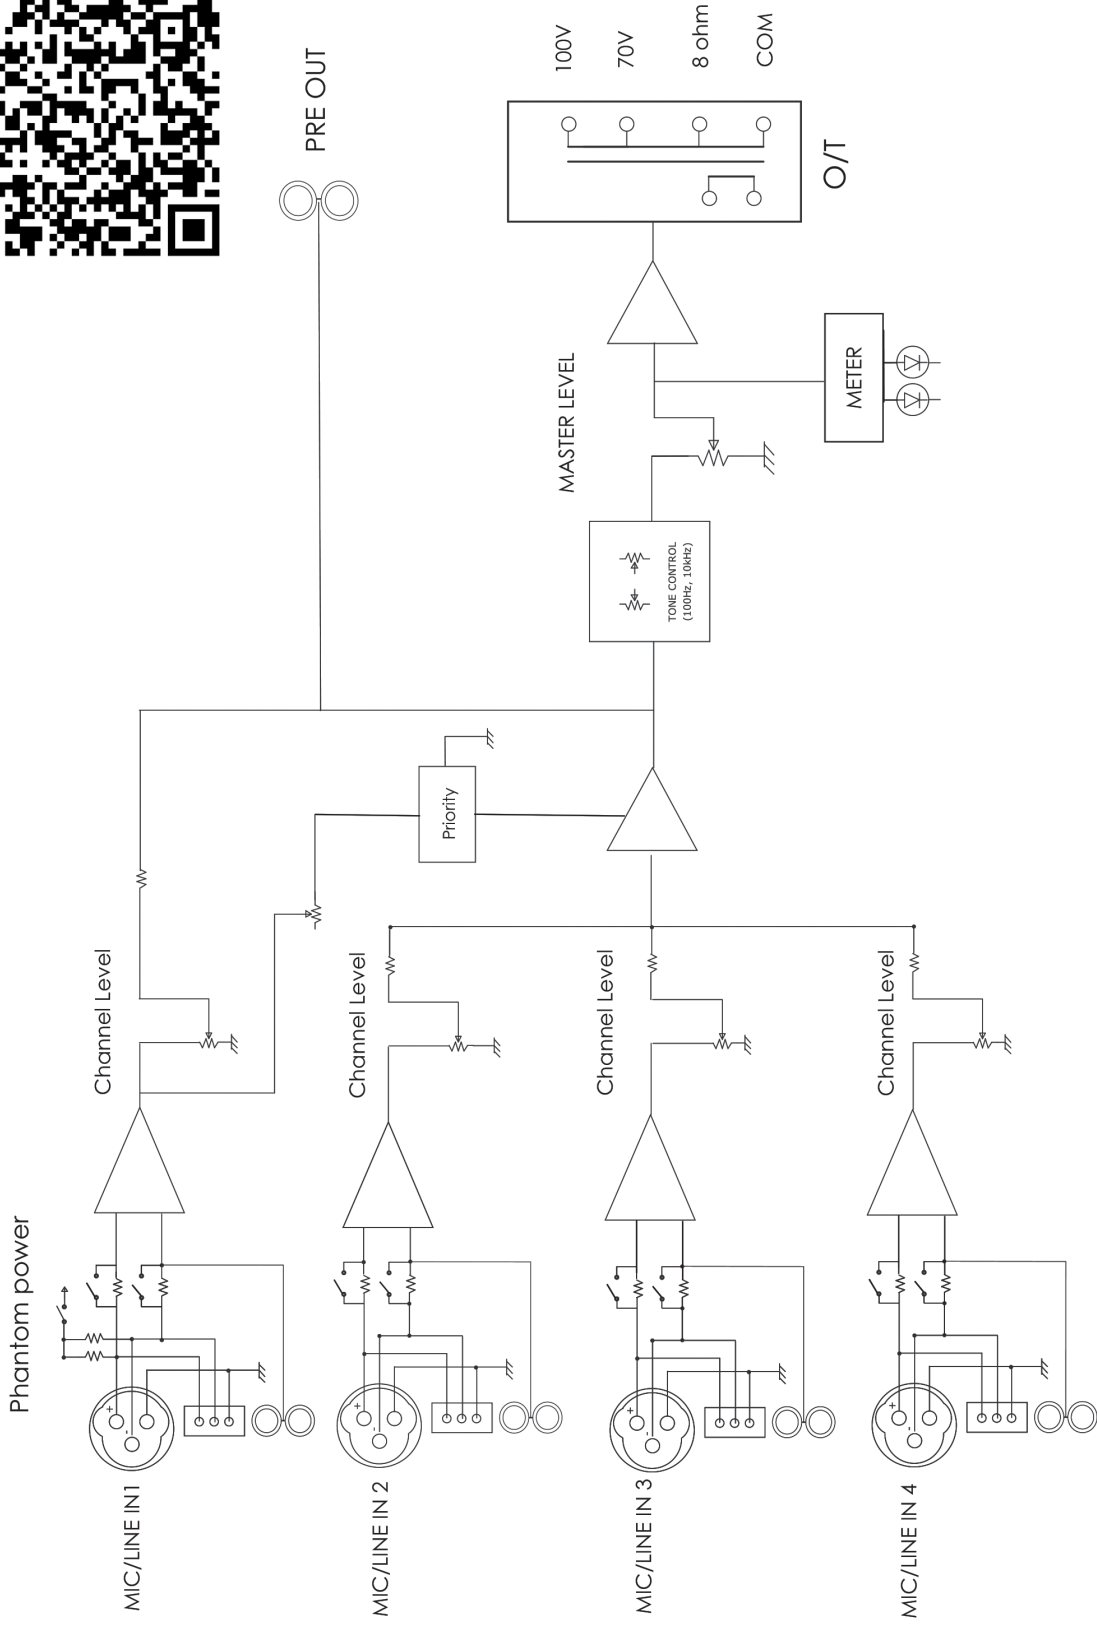 Phantom power
MIC/LINE IN1
+
-
Channel Level
MIC/LINE IN 2
+
-
Channel Level
MIC/LINE IN 3
+
-
Channel Level
MIC/LINE IN 4
+
-
Channel Level
Priority
PRE OUT
TONE CONTROL
(100Hz, 10kHz)
MASTER LEVEL
METER
O/T
100V
70V
8 ohm
COM